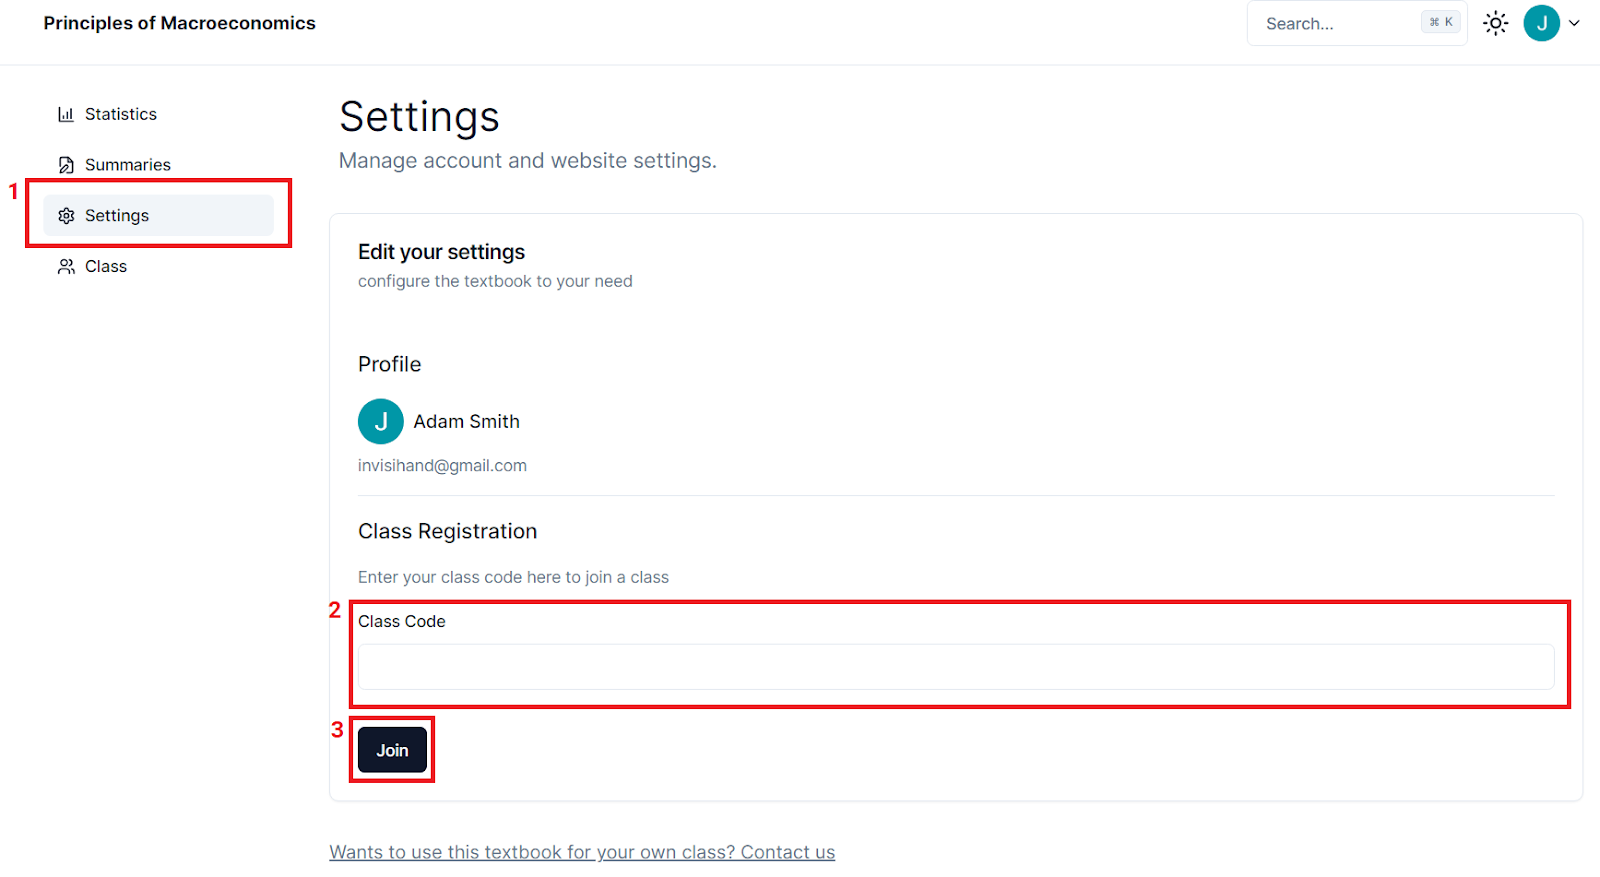 Principles of Macroeconomics
Search...
⌘ K
J
Statistics
Summaries
1
Settings
Class
Settings
Manage account and website settings.
Edit your settings
configure the textbook to your need
Profile
J
Adam Smith
invisihand@gmail.com
Class Registration
Enter your class code here to join a class
2
Class Code
3
Join
Wants to use this textbook for your own class? Contact us